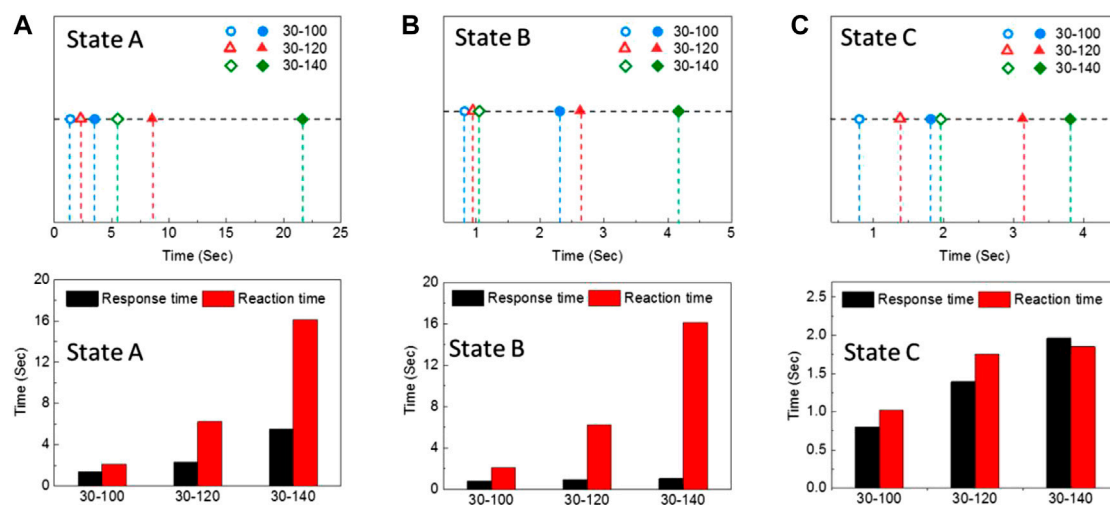 A
State A
30-100
30-120
30-140
0 5 10 15 20 25
Time (Sec)
B
State B
30-100
30-120
30-140
1 2 3 4 5
Time (Sec)
C
State C
30-100
30-120
30-140
1 2 3 4
Time (Sec)
20
16
12
8
4
0
Time (Sec)
Response time Reaction time
State A
30-100 30-120 30-140
20
16
12
8
4
0
Time (Sec)
Response time Reaction time
State B
30-100 30-120 30-140
2.5
2.0
1.5
1.0
0.5
0.0
Time (Sec)
Response time Reaction time
State C
30-100 30-120 30-140